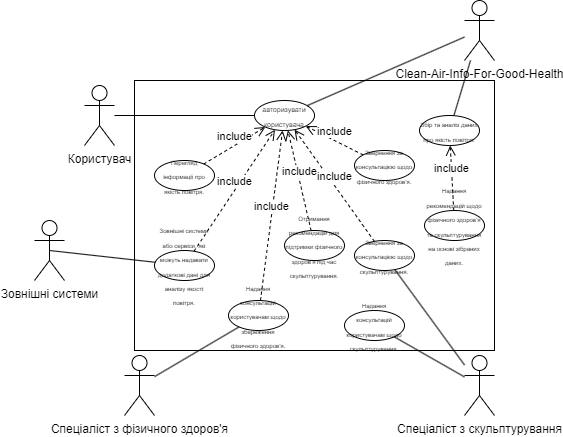 Clean-Air-Info-For-Good-Health
авторизувати
користувача
Збір та аналіз даних
про якість повітря.
include
include
include
Користувач
Перегляд
інформації про
якість повітря.
Звернення за
консультацією щодо
фізичного здоров'я.
include
include
include
include
Надання
рекомендацій щодо
фізичного здоров'я
та скульптурування
на основі зібраних
даних.
Отримання
рекомендацій для
підтримки фізичного
здоров'я під час
скульптурування.
Зовнішні системи
або сервіси, які
можуть надавати
додаткові дані для
аналізу якості
повітря.
Звернення за
консультацією щодо
скульптурування.
Зовнішні системи
Надання
консультацій
користувачам щодо
збереження
фізичного здоров'я.
Надання
консультацій
користувачам щодо
скульптурування.
Спеціаліст з фізичного здоров'я
Спеціаліст з скульптурування